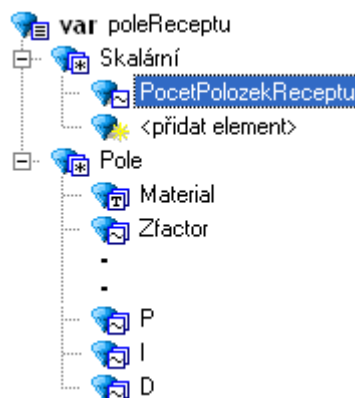 var poleReceptu
Skalární
PocetPolozekReceptu
<přidat element>
Pole
Material
Zfactor
P
I
D